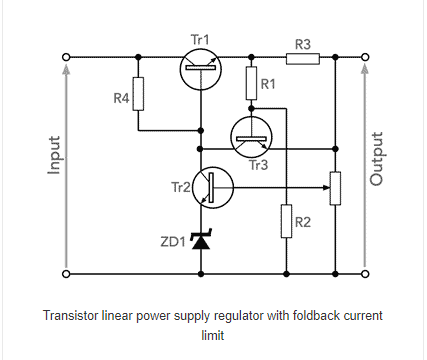 Tr1
R3
R4
R1
Input
Tr3
Output
Tr2
R2
ZD1
Transistor linear power supply regulator with foldback current
limit